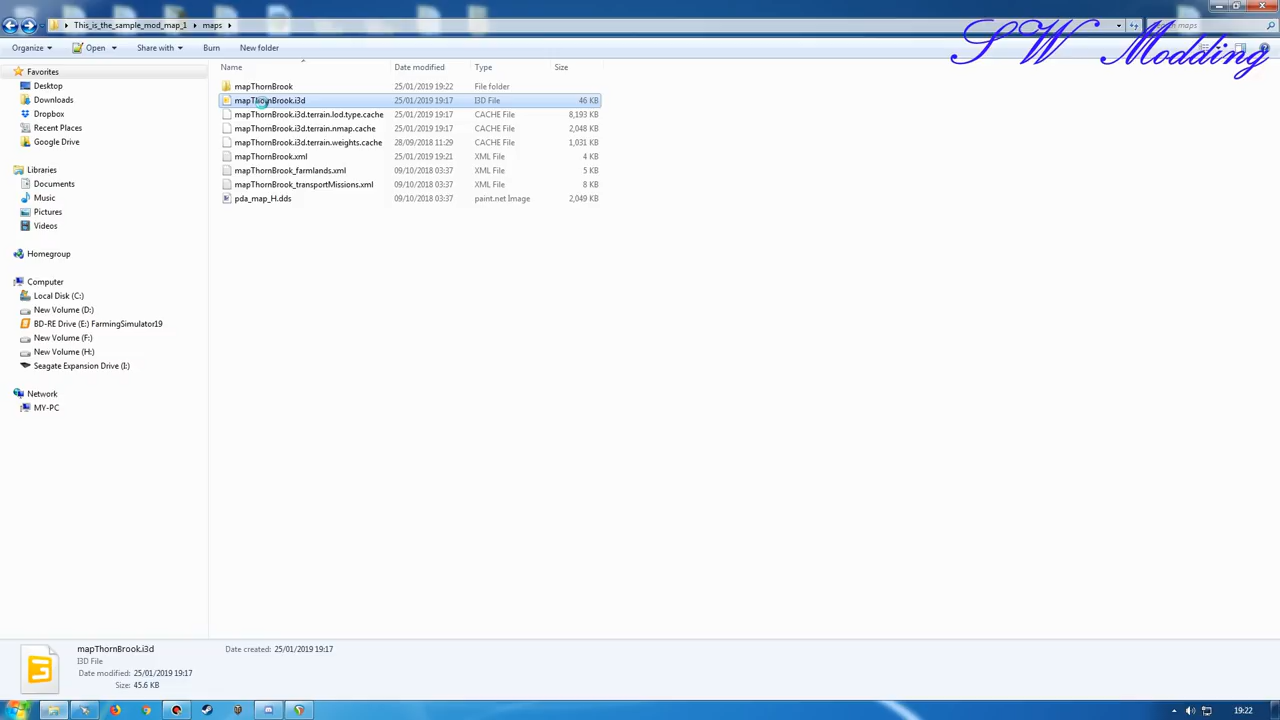 This_is_the_sample_mod_map_1 maps
maps
SW Modding
Organize Open Share with Burn New folder
Name Date modified Type Size
Favorites
Desktop
Downloads
Dropbox
Recent Places
Google Drive
Libraries
Documents
Music
Pictures
Videos
Homegroup
Computer
Local Disk (C:)
New Volume (D:)
BD-RE Drive (E:) FarmingSimulator19
New Volume (F:)
New Volume (H:)
Seagate Expansion Drive (I:)
Network
MY-PC
mapThornBrook 25/01/2019 19:22 File folder
mapThornBrook.i3d 25/01/2019 19:17 I3D File 46 KB
mapThornBrook.i3d.terrain.lod.type.cache 25/01/2019 19:17 CACHE File 8,193 KB
mapThornBrook.i3d.terrain.nmap.cache 25/01/2019 19:17 CACHE File 2,048 KB
mapThornBrook.i3d.terrain.weights.cache 28/09/2018 11:29 CACHE File 1,031 KB
mapThornBrook.xml 25/01/2019 19:21 XML File 4 KB
mapThornBrook_farmlands.xml 09/10/2018 03:37 XML File 5 KB
mapThornBrook_transportMissions.xml 09/10/2018 03:37 XML File 8 KB
pda_map_H.dds 09/10/2018 03:37 paint.net Image 2,049 KB
mapThornBrook.i3d Date created: 25/01/2019 19:17
I3D File
Date modified: 25/01/2019 19:17
Size: 45.6 KB
19:22